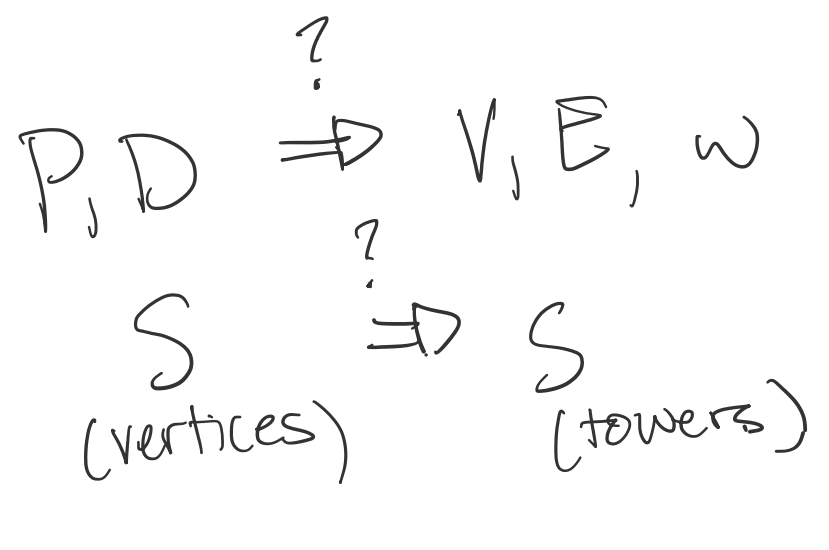 ?
P, D ⇒ V, E, w
?
S ⇒ S
(vertices) (towers)